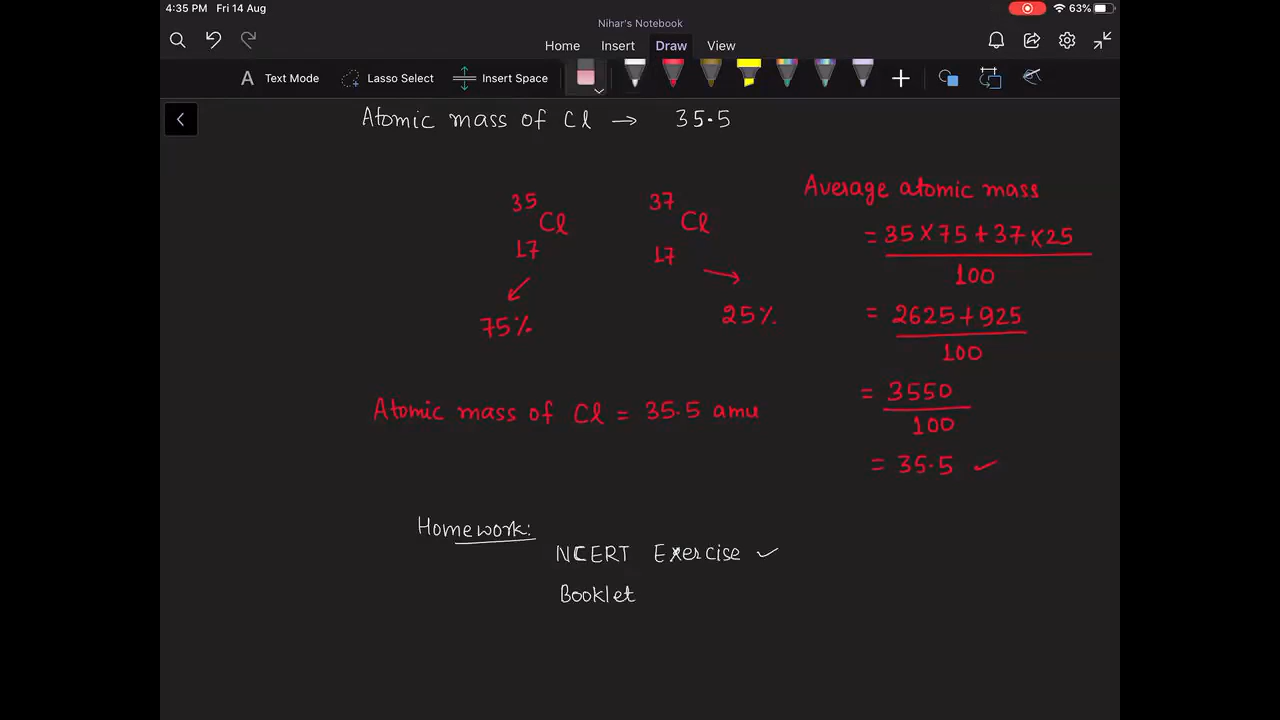 4:35 PM Fri 14 Aug
63%
Nihar's Notebook
Home Insert Draw View
A Text Mode Lasso Select Insert Space
Atomic mass of Cl → 35.5
Average atomic mass
35
Cl
17
37
Cl
17
= 35 × 75 + 37 × 25
100
75%
25%
= 2625 + 925
100
= 3550
100
Atomic mass of Cl = 35.5 amu
= 35.5 ✓
Homework:
NCERT Exercise ✓
Booklet